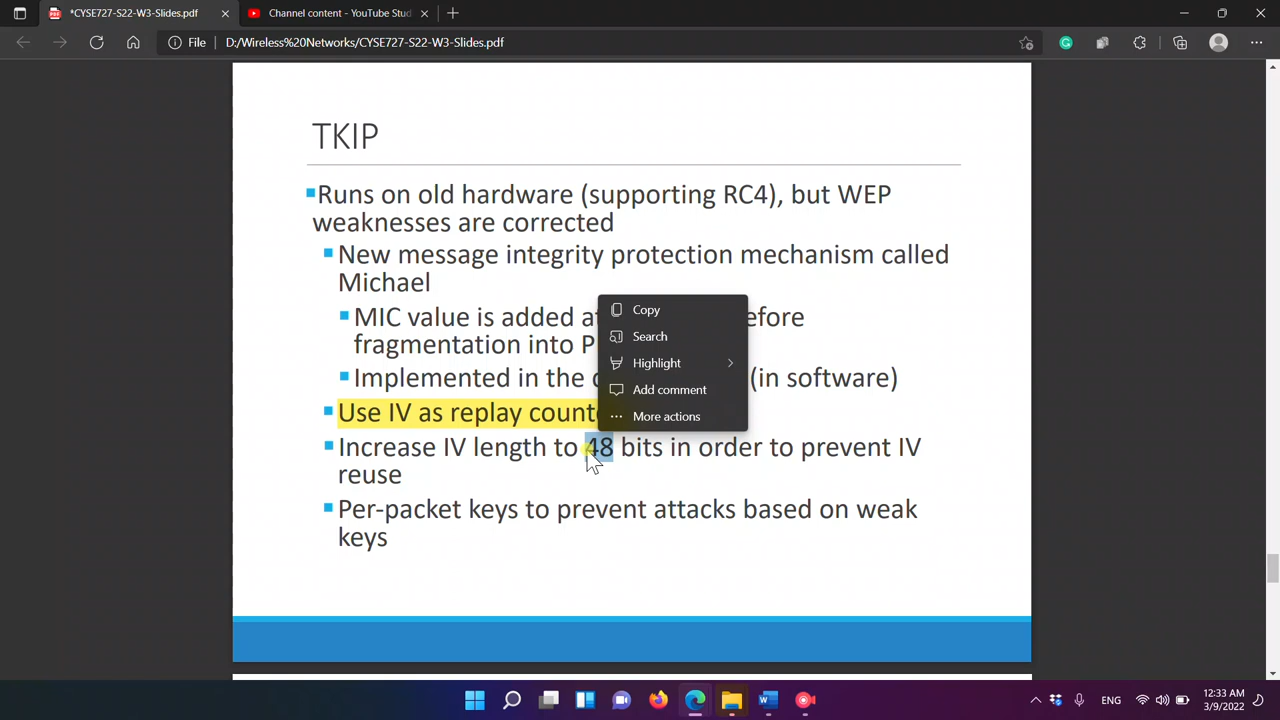 *CYSE727-S22-W3-Slides.pdf
Channel content - YouTube Stud
File
D:/Wireless%20Networks/CYSE727-S22-W3-Slides.pdf
TKIP
Runs on old hardware (supporting RC4), but WEP
weaknesses are corrected
New message integrity protection mechanism called
Michael
MIC value is added a efore
fragmentation into P
Implemented in the (in software)
Use IV as replay count
Increase IV length to 48 bits in order to prevent IV
reuse
Per-packet keys to prevent attacks based on weak
keys
Copy
Search
Highlight
Add comment
More actions
ENG
12:33 AM
3/9/2022